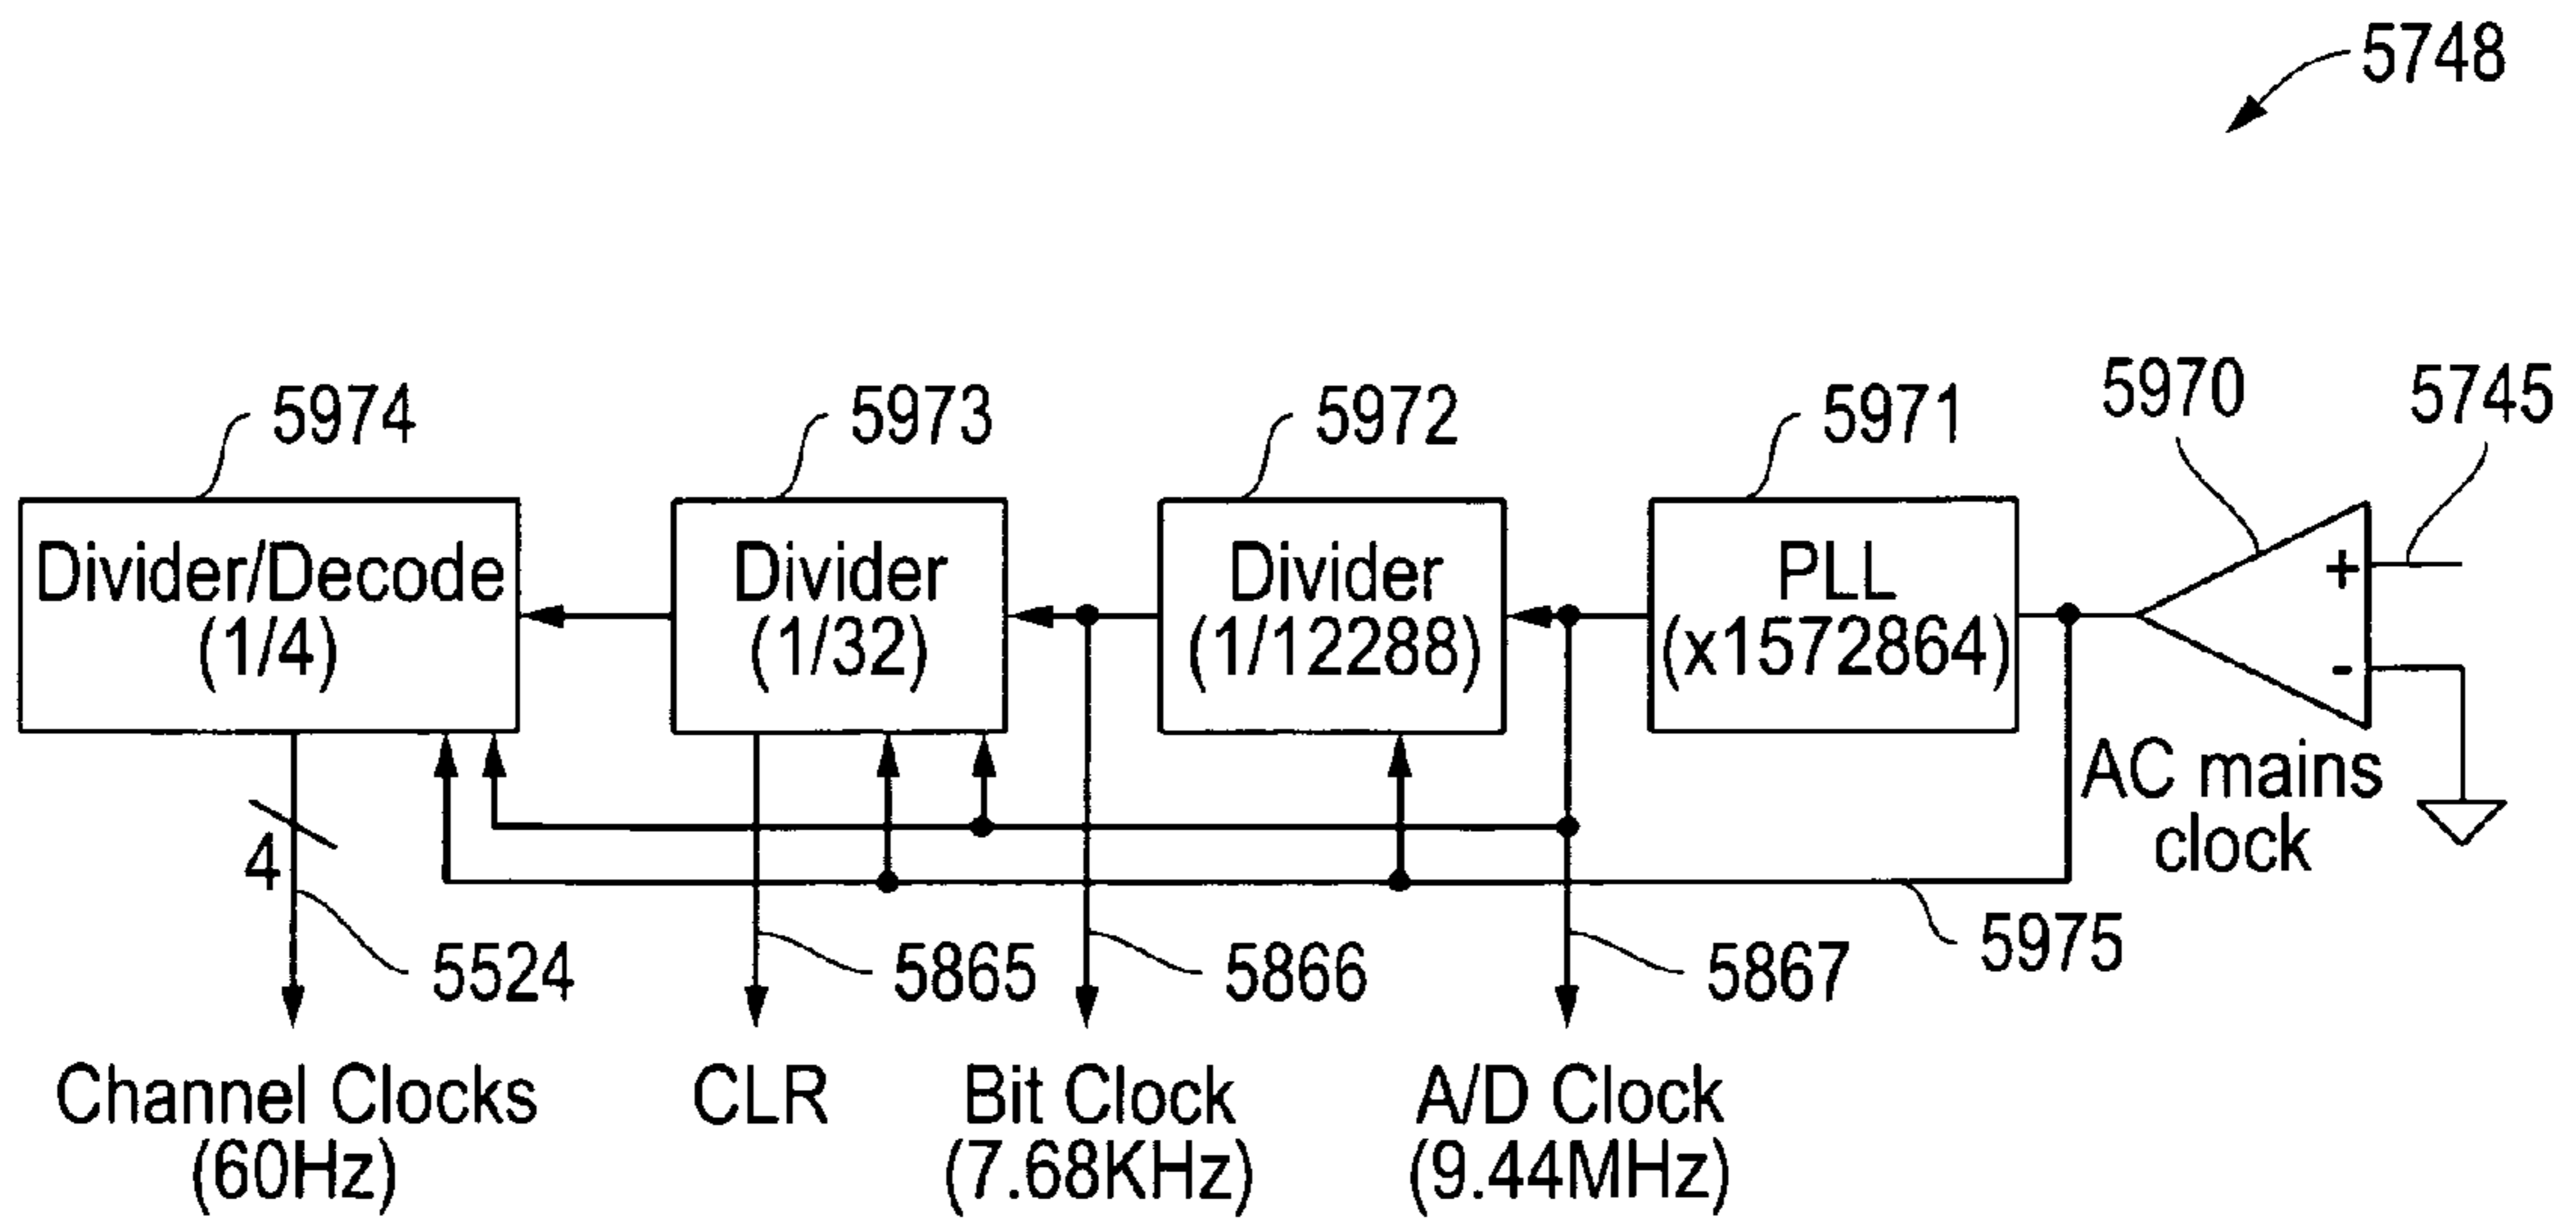 5748
5974
5973
5972
5971
5970
5745
Divider/Decode
(1/4)
Divider
(1/32)
Divider
(1/12288)
PLL
(x1572864)
+
-
AC mains
clock
4
5524
5865
5866
5867
5975
Channel Clocks
(60Hz)
CLR
Bit Clock
(7.68KHz)
A/D Clock
(9.44MHz)